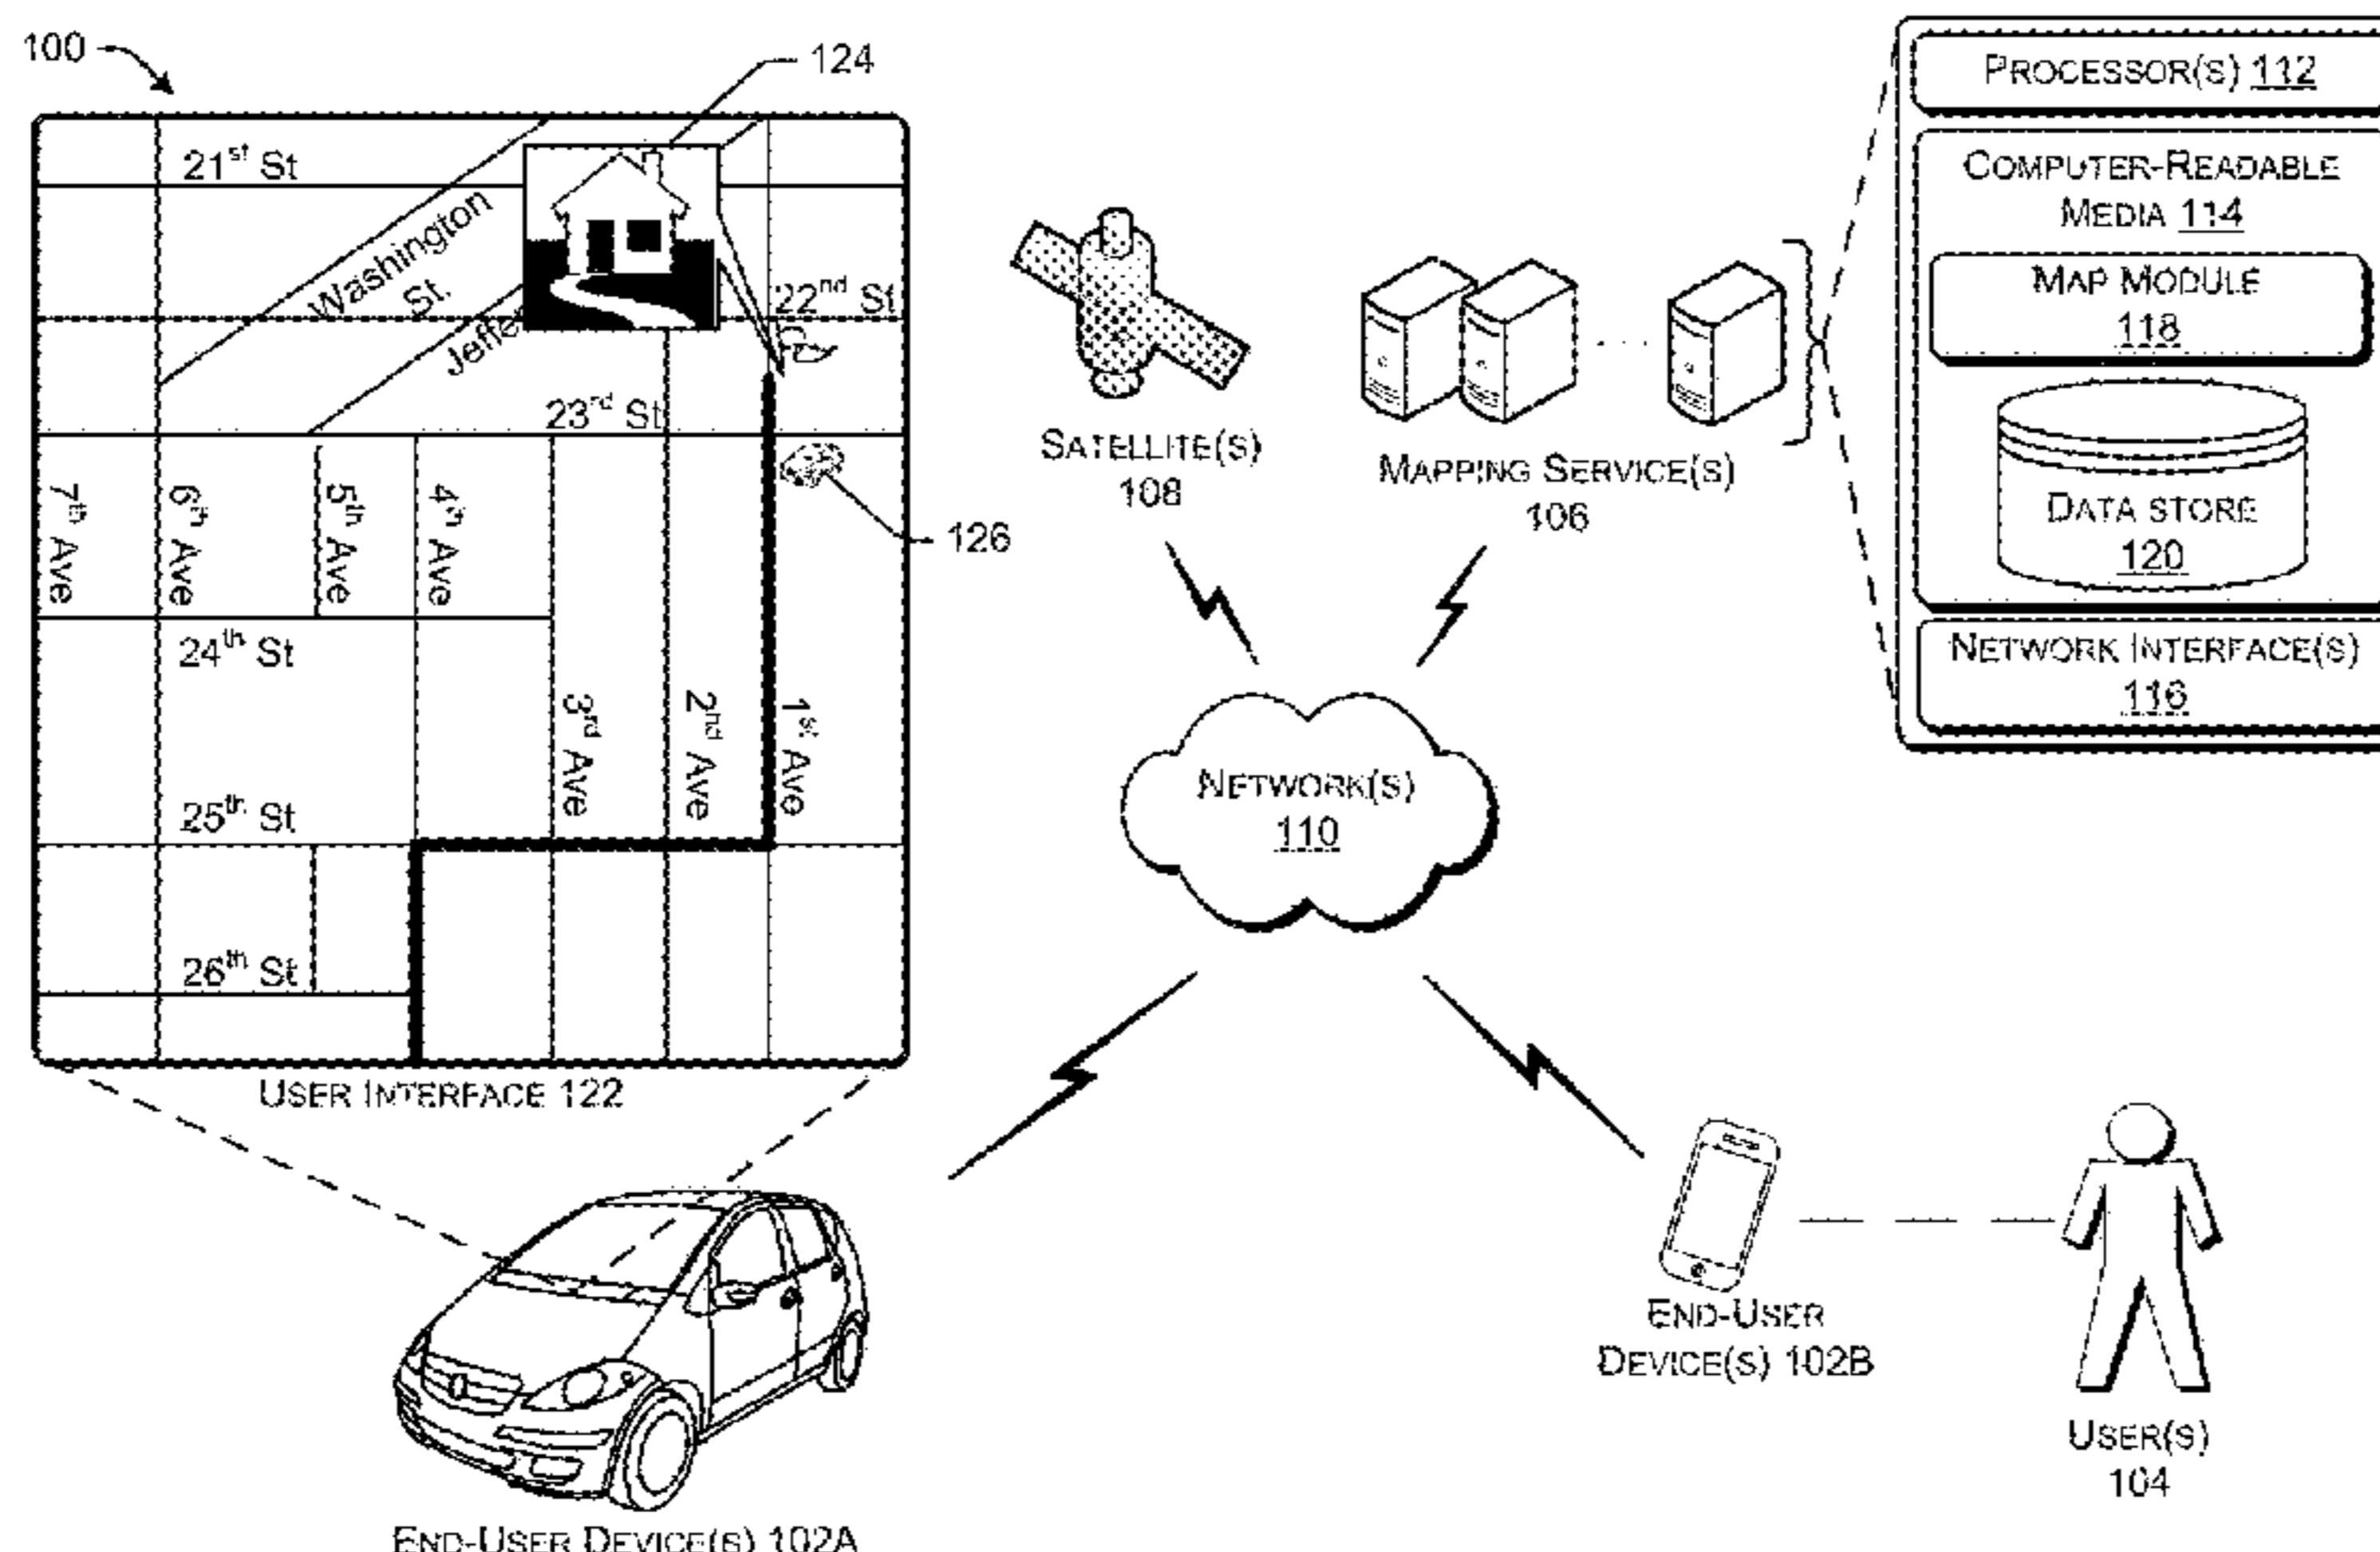 100
124
21st St
Washington
St.
Jeffer
22nd St
23rd St
7th Ave
6th Ave
5th Ave
4th Ave
126
24th St
3rd Ave
2nd Ave
1st Ave
25th St
26th St
USER INTERFACE 122
SATELLITE(S)
108
MAPPING SERVICE(S)
106
PROCESSOR(S) 112
COMPUTER-READABLE
MEDIA 114
MAP MODULE
118
DATA STORE
120
NETWORK INTERFACE(S)
116
NETWORK(S)
110
END-USER DEVICE(S) 102A
END-USER
DEVICE(S) 102B
USER(S)
104